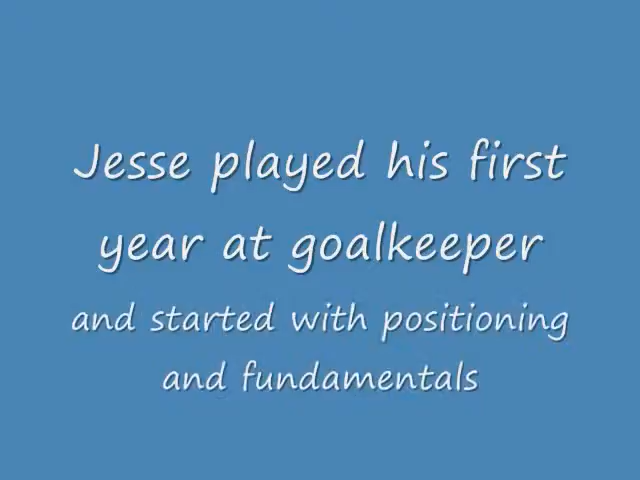 Jesse played his first
year at goalkeeper
and started with positioning
and fundamentals